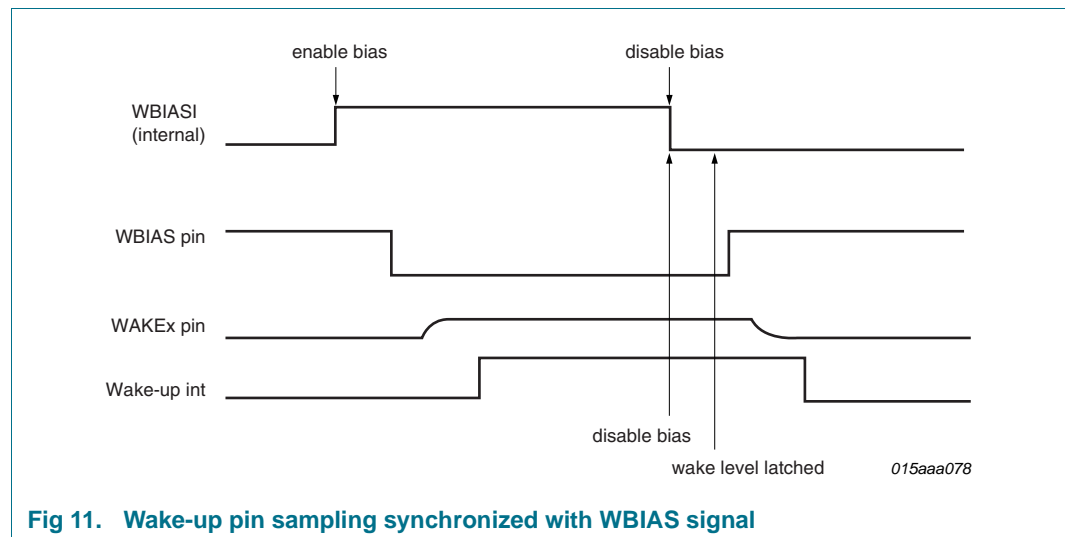 enable bias
disable bias
WBIASI
(internal)
WBIAS pin
WAKEx pin
Wake-up int
disable bias
wake level latched
015aaa078
Fig 11. Wake-up pin sampling synchronized with WBIAS signal